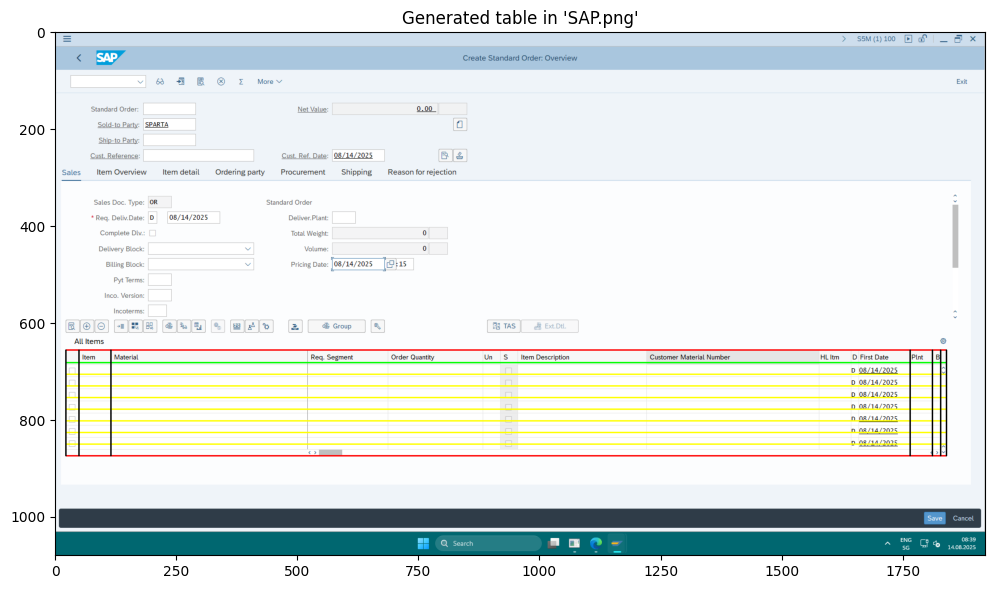 Generated table in 'SAP.png'
0
S5M (1) 100
SAP
Create Standard Order: Overview
200
More
Exit
Standard Order:
Net Value: 0.00
Sold-to Party: SPARTA
Ship-to Party:
Cust. Reference:
Cust. Ref. Date: 08/14/2025
Sales Item Overview Item detail Ordering party Procurement Shipping Reason for rejection
Sales Doc. Type: OR
Standard Order
400
* Req. Deliv.Date: D 08/14/2025
Deliver.Plant:
Complete Dlv.:
Total Weight: 0
Delivery Block:
Volume: 0
Billing Block:
Pricing Date: 08/14/2025 :15
Pyt Terms:
Inco. Version:
Incoterms:
600
Group TAS Ext.Dtl.
All Items
Item Material Req. Segment Order Quantity Un S Item Description Customer Material Number HL Itm D First Date Plnt B
D 08/14/2025
D 08/14/2025
D 08/14/2025
D 08/14/2025
800
D 08/14/2025
D 08/14/2025
D 08/14/2025
1000
Save Cancel
Search
ENG
SG
08:39
14.08.2025
0 250 500 750 1000 1250 1500 1750